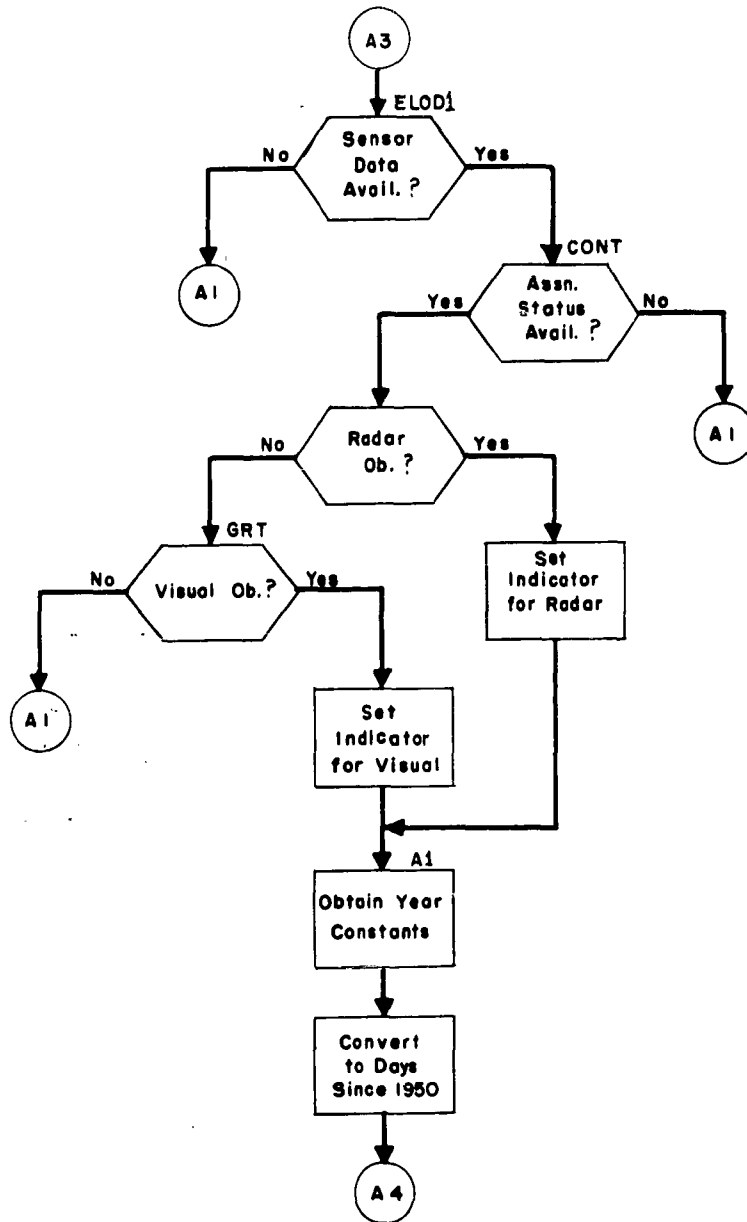 A3
ELOD1
Sensor
Data
Avail. ?
No
Yes
A1
CONT
Assn.
Status
Avail. ?
Yes
No
A1
Radar
Ob. ?
No
Yes
GRT
Visual Ob. ?
No
Yes
Set
Indicator
for Radar
A1
Set
Indicator
for Visual
A1
Obtain Year
Constants
Convert
to Days
Since 1950
A4